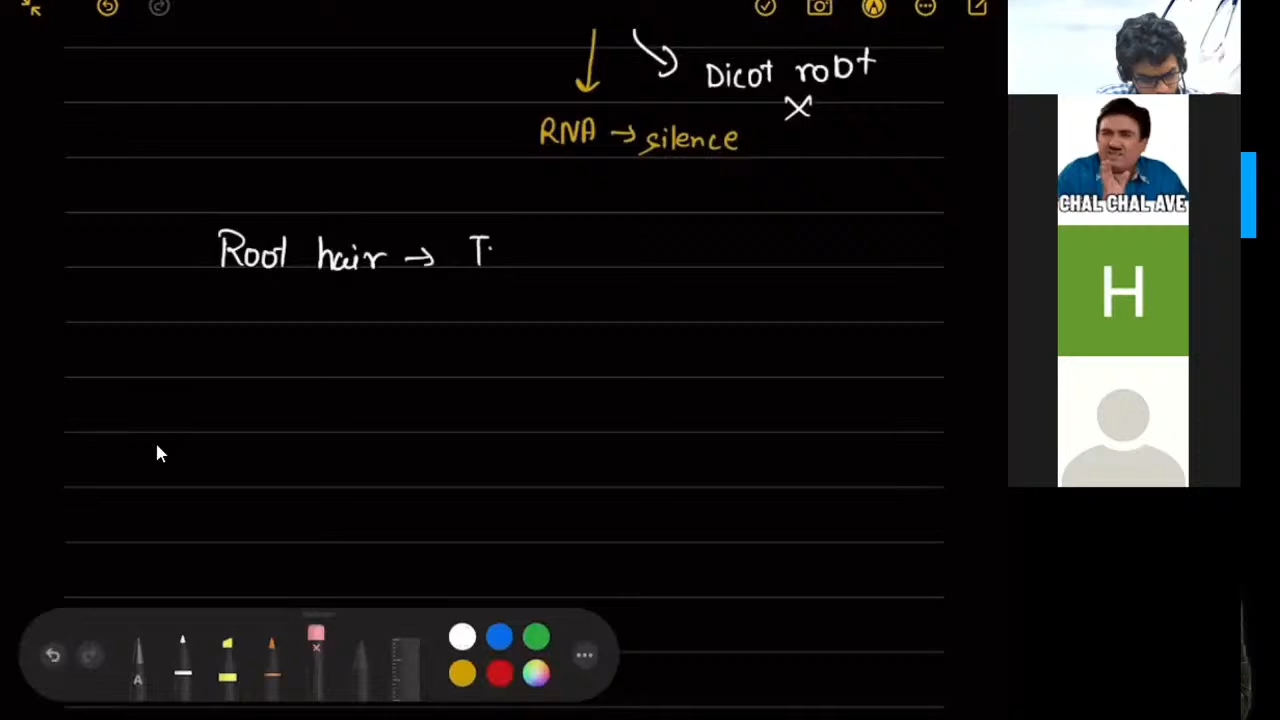 Dicot root
×
RNA → silence
Root hair → T
CHAL CHAL AVE
H
A